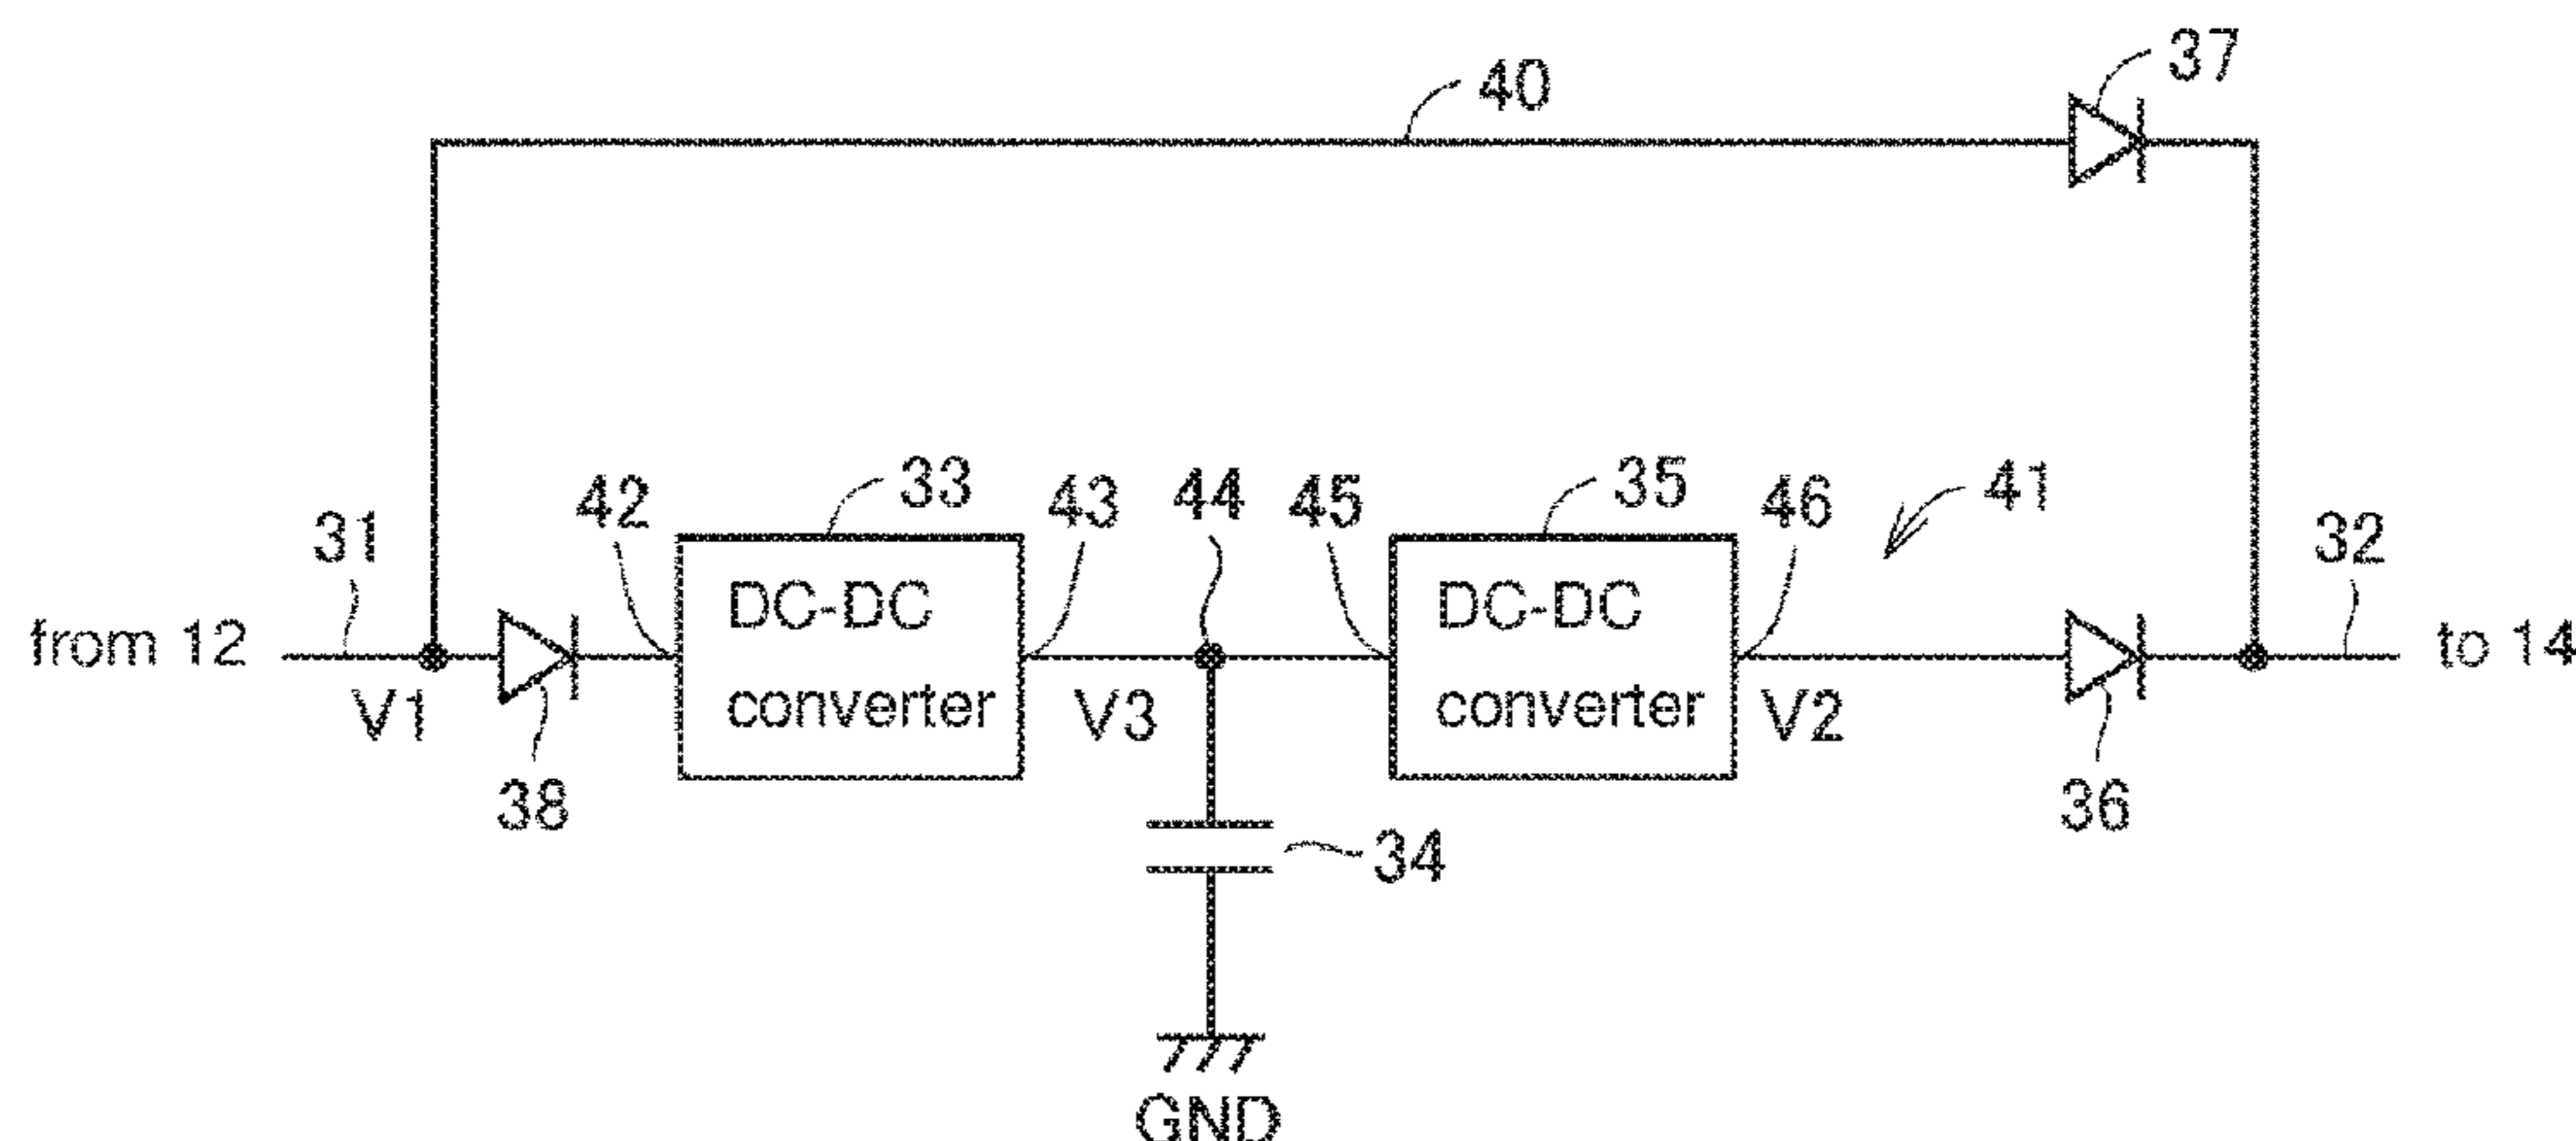 37
40
33
35
42
43
44
45
46
41
31
32
DC-DC
converter
DC-DC
converter
from 12
to 14
V1
V3
V2
38
36
34
GND